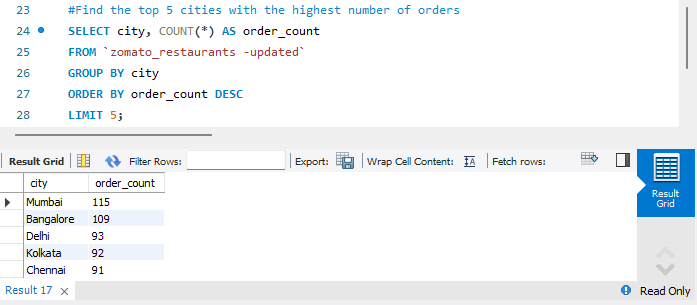 23 #Find the top 5 cities with the highest number of orders
24 SELECT city, COUNT(*) AS order_count
25 FROM `zomato_restaurants -updated`
26 GROUP BY city
27 ORDER BY order_count DESC
28 LIMIT 5;
Result Grid Filter Rows: Export: Wrap Cell Content: Fetch rows:
city order_count
Mumbai 115
Bangalore 109
Delhi 93
Kolkata 92
Chennai 91
Result
Grid
Result 17 Read Only